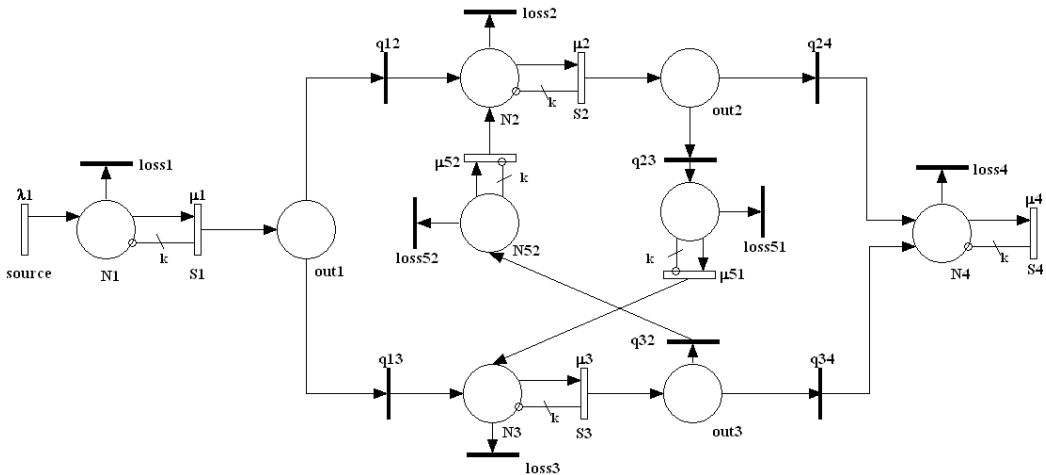 loss2
q12
μ2
q24
k
N2
S2
out2
μ52
k
q23
loss1
λ1
μ1
k
N1
S1
source
out1
loss52
N52
k
loss51
μ51
loss4
μ4
k
N4
S4
q13
μ3
q32
q34
k
N3
S3
out3
loss3